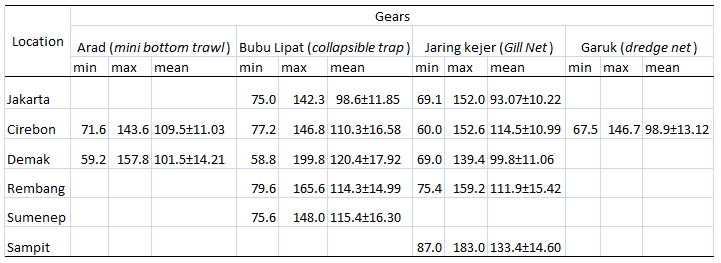 Gears
Location
Arad (mini bottom trawl) Bubu Lipat (collapsible trap) Jaring kejer (Gill Net) Garuk (dredge net)
min max mean min max mean min max mean min max mean
Jakarta 75.0 142.3 98.6±11.85 69.1 152.0 93.07±10.22
Cirebon 71.6 143.6 109.5±11.03 77.2 146.8 110.3±16.58 60.0 152.6 114.5±10.99 67.5 146.7 98.9±13.12
Demak 59.2 157.8 101.5±14.21 58.8 199.8 120.4±17.92 69.0 139.4 99.8±11.06
Rembang 79.6 165.6 114.3±14.99 75.4 159.2 111.9±15.42
Sumenep 75.6 148.0 115.4±16.30
Sampit 87.0 183.0 133.4±14.60